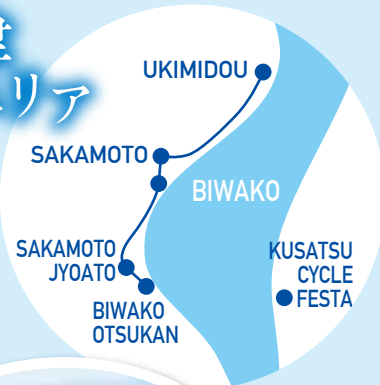 リア
UKIMIDOU
SAKAMOTO
BIWAKO
SAKAMOTO
JYOATO
BIWAKO
OTSUKAN
KUSATSU
CYCLE
FESTA